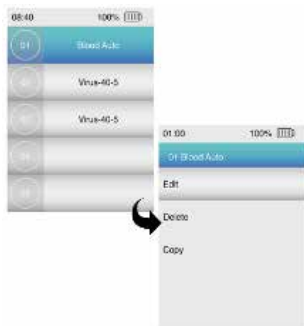 08:40 100%
01 Blood Auto
Virus-40-5
Virus-40-5
01:00 100%
01 Blood Auto
Edit
Delete
Copy